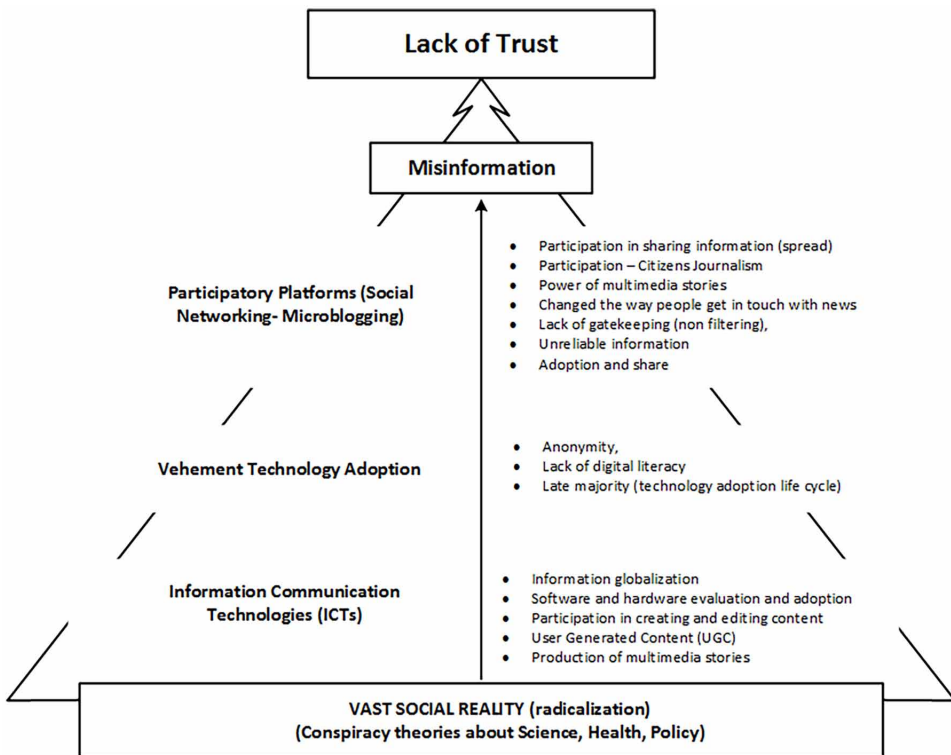 Lack of Trust
Misinformation
Participatory Platforms (Social
Networking- Microblogging)
• Participation in sharing information (spread)
• Participation – Citizens Journalism
• Power of multimedia stories
• Changed the way people get in touch with news
• Lack of gatekeeping (non filtering),
• Unreliable information
• Adoption and share
Vehement Technology Adoption
• Anonymity,
• Lack of digital literacy
• Late majority (technology adoption life cycle)
Information Communication
Technologies (ICTs)
• Information globalization
• Software and hardware evaluation and adoption
• Participation in creating and editing content
• User Generated Content (UGC)
• Production of multimedia stories
VAST SOCIAL REALITY (radicalization)
(Conspiracy theories about Science, Health, Policy)